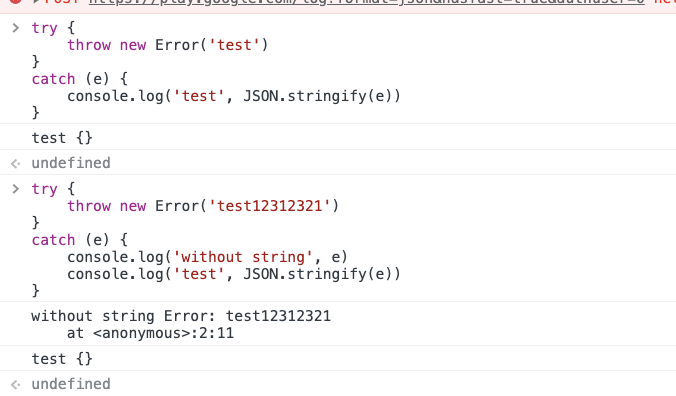 > try {
throw new Error('test')
}
catch (e) {
console.log('test', JSON.stringify(e))
}
test {}
undefined
> try {
throw new Error('test12312321')
}
catch (e) {
console.log('without string', e)
console.log('test', JSON.stringify(e))
}
without string Error: test12312321
at <anonymous>:2:11
test {}
undefined